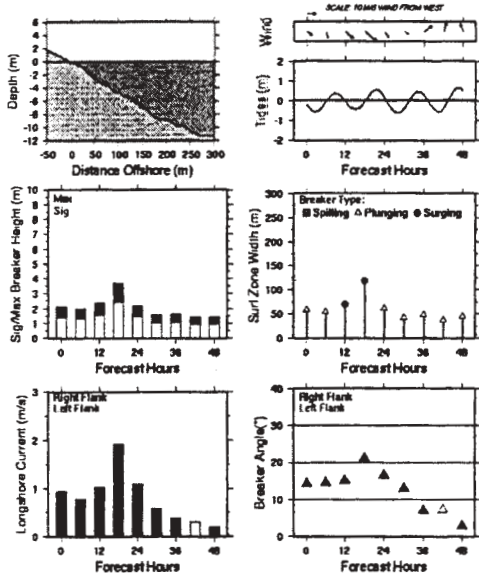 SCALE 10 M/S WIND FROM WEST
Wind
Depth (m)
6
4
2
0
-2
-4
-6
-8
-10
-12
-50 0 50 100 150 200 250 300
Distance Offshore (m)
Tides (m)
2
1
0
-1
-2
0 12 24 36 48
Forecast Hours
Sig/Max Breaker Height (m)
Max
Sig
10
9
8
7
6
5
4
3
2
1
0
0 12 24 36 48
Forecast Hours
Surf Zone Width (m)
Breaker Type:
Spilling Plunging Surging
300
250
200
150
100
50
0
0 12 24 36 48
Forecast Hours
Longshore Current (m/s)
Right Flank
Left Flank
3
2
1
0
0 12 24 36 48
Forecast Hours
Breaker Angle(°)
Right Flank
Left Flank
40
30
20
10
0
0 12 24 36 48
Forecast Hours